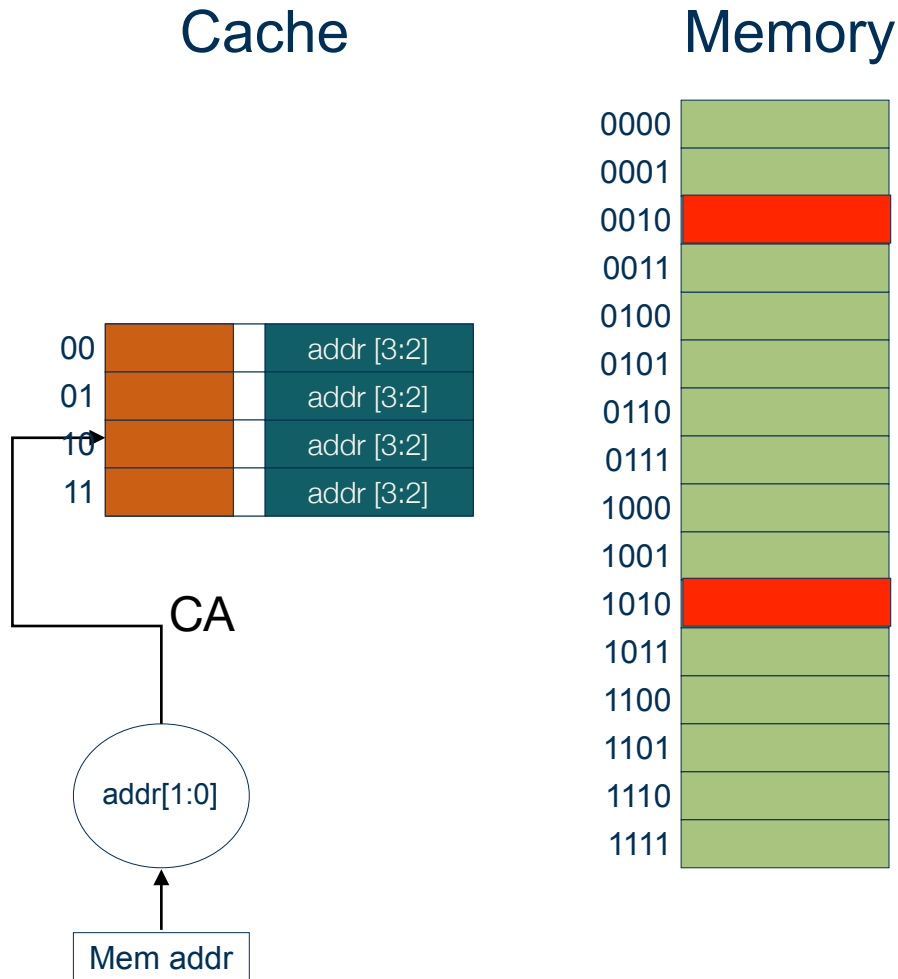 Cache
Memory
0000
0001
0010
0011
0100
0101
0110
0111
1000
1001
1010
1011
1100
1101
1110
1111
00 addr [3:2]
01 addr [3:2]
10 addr [3:2]
11 addr [3:2]
CA
addr[1:0]
Mem addr